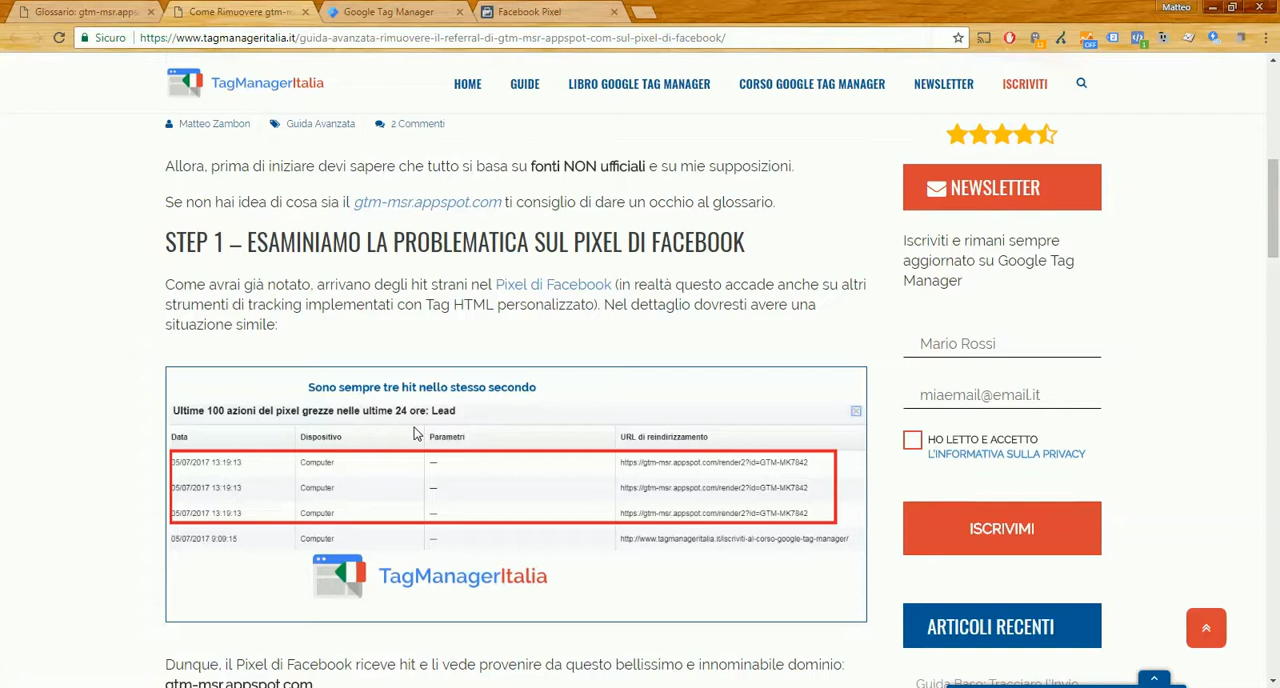 Glossario: gtm-msr.apps
Come Rimuovere gtm-m
Google Tag Manager
Facebook Pixel
Matteo
Sicuro
https://www.tagmanageritalia.it/guida-avanzata-rimuovere-il-referral-di-gtm-msr-appspot-com-sul-pixel-di-facebook/
TagManagerItalia
HOME
GUIDE
LIBRO GOOGLE TAG MANAGER
CORSO GOOGLE TAG MANAGER
NEWSLETTER
ISCRIVITI
Matteo Zambon
Guida Avanzata
2 Commenti
Allora, prima di iniziare devi sapere che tutto si basa su fonti NON ufficiali e su mie supposizioni.
Se non hai idea di cosa sia il gtm-msr.appspot.com ti consiglio di dare un occhio al glossario.
STEP 1 – ESAMINIAMO LA PROBLEMATICA SUL PIXEL DI FACEBOOK
Come avrai già notato, arrivano degli hit strani nel Pixel di Facebook (in realtà questo accade anche su altri
strumenti di tracking implementati con Tag HTML personalizzato). Nel dettaglio dovresti avere una
situazione simile:
Sono sempre tre hit nello stesso secondo
Ultime 100 azioni del pixel grezze nelle ultime 24 ore: Lead
Data Dispositivo Parametri URL di reindirizzamento
05/07/2017 13:19:13 Computer — https://gtm-msr.appspot.com/render2?id=GTM-MK7842
05/07/2017 13:19:13 Computer — https://gtm-msr.appspot.com/render2?id=GTM-MK7842
05/07/2017 13:19:13 Computer — https://gtm-msr.appspot.com/render2?id=GTM-MK7842
05/07/2017 9:09:15 Computer — http://www.tagmanageritalia.it/iscriviti-al-corso-google-tag-manager/
TagManagerItalia
Dunque, il Pixel di Facebook riceve hit e li vede provenire da questo bellissimo e innominabile dominio:
gtm-msr.appspot.com
NEWSLETTER
Iscriviti e rimani sempre
aggiornato su Google Tag
Manager
Mario Rossi
miaemail@email.it
HO LETTO E ACCETTO
L'INFORMATIVA SULLA PRIVACY
ISCRIVIMI
ARTICOLI RECENTI
Guida Base: Tracciare l'Invio